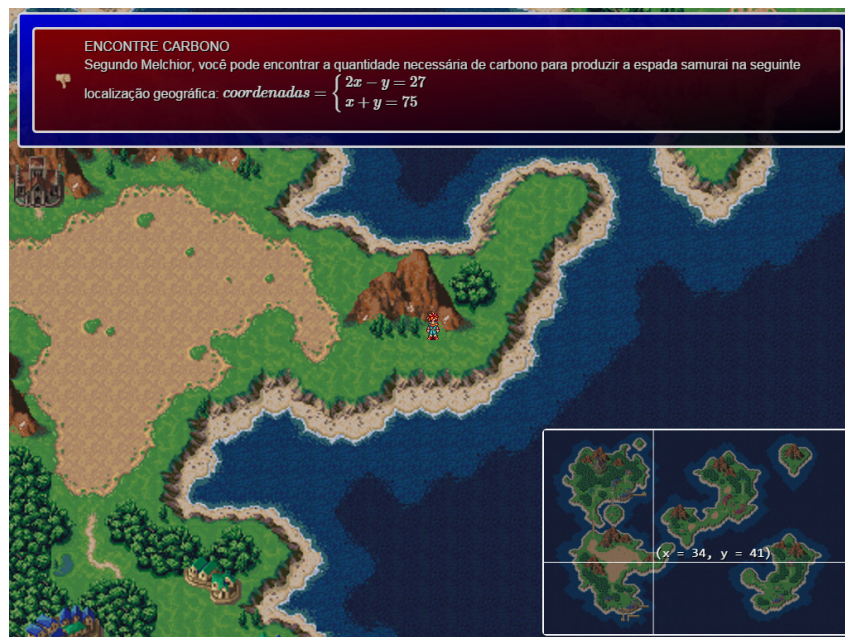 ENCONTRE CARBONO
Segundo Melchior, você pode encontrar a quantidade necessária de carbono para produzir a espada samurai na seguinte
localização geográfica: coordenadas = { 2x − y = 27
x + y = 75
(x = 34, y = 41)